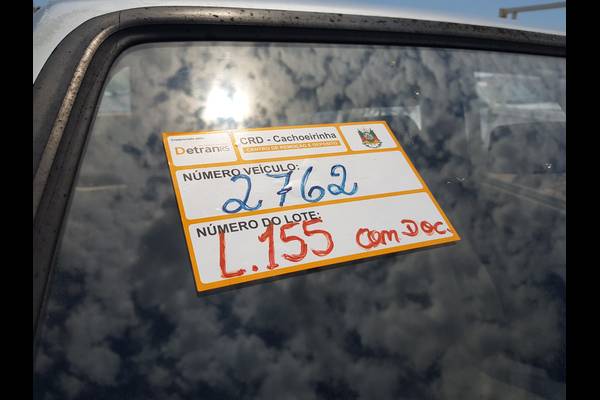 DetranRS
CRD - Cachoeirinha
CENTRO DE REMOÇÃO E DEPÓSITO
NÚMERO VEÍCULO:
2762
NÚMERO DO LOTE:
L.155 com Doc.